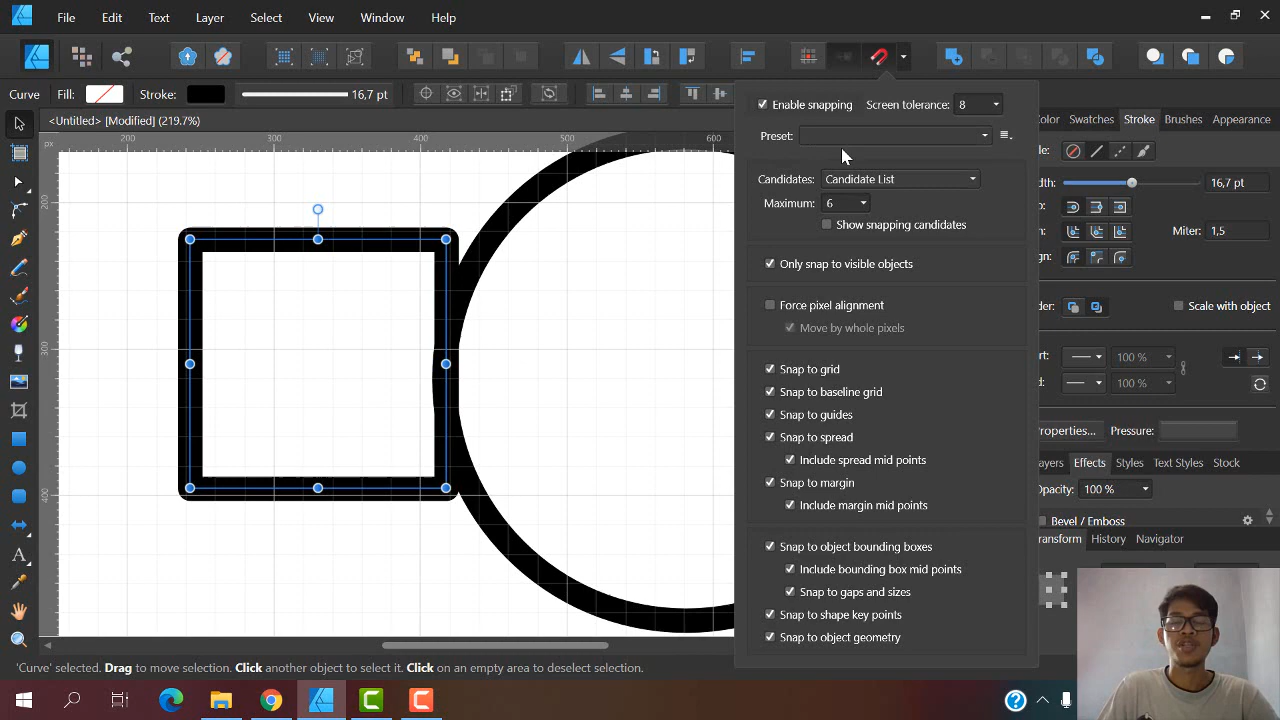 File Edit Text Layer Select View Window Help
Curve Fill: Stroke: 16.7 pt
<Untitled> [Modified] (219.7%)
px 200 300 400 500 600
200
300
400
Enable snapping Screen tolerance: 8
Preset:
Candidates: Candidate List
Maximum: 6
Show snapping candidates
Only snap to visible objects
Force pixel alignment
Move by whole pixels
Snap to grid
Snap to baseline grid
Snap to guides
Snap to spread
Include spread mid points
Snap to margin
Include margin mid points
Snap to object bounding boxes
Include bounding box mid points
Snap to gaps and sizes
Snap to shape key points
Snap to object geometry
olor Swatches Stroke Brushes Appearance
le:
dth: 16,7 pt
p:
n: Miter: 1,5
gn:
der: Scale with object
rt: 100 %
d: 100 %
roperties... Pressure:
ayers Effects Styles Text Styles Stock
Opacity: 100 %
Bevel / Emboss
ransform History Navigator
'Curve' selected. Drag to move selection. Click another object to select it. Click on an empty area to deselect selection.